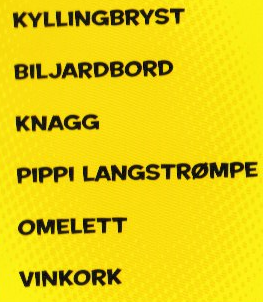 KYLLINGBRYST
BILJARDBORD
KNAGG
PIPPI LANGSTRØMPE
OMELETT
VINKORK